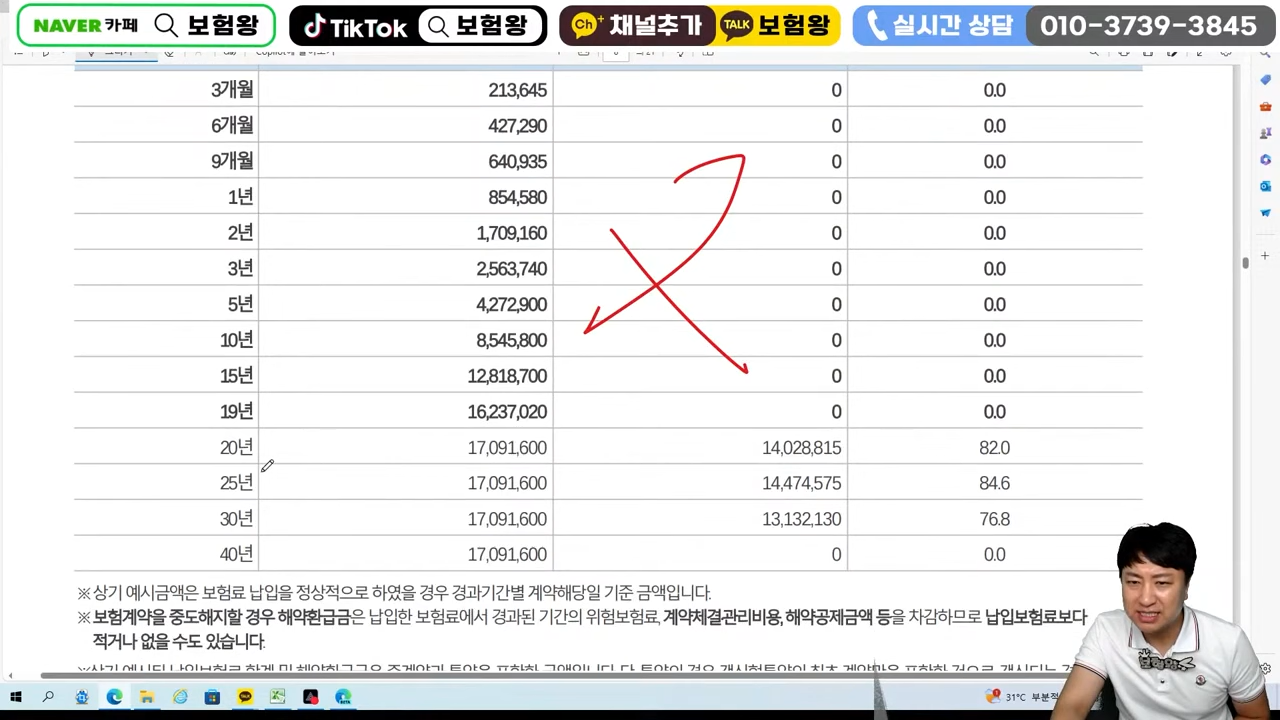 NAVER 카페 보험왕 TikTok 보험왕 Ch+ 채널추가 TALK 보험왕 실시간 상담 010-3739-3845
3개월 213,645 0 0.0
6개월 427,290 0 0.0
9개월 640,935 0 0.0
1년 854,580 0 0.0
2년 1,709,160 0 0.0
3년 2,563,740 0 0.0
5년 4,272,900 0 0.0
10년 8,545,800 0 0.0
15년 12,818,700 0 0.0
19년 16,237,020 0 0.0
20년 17,091,600 14,028,815 82.0
25년 17,091,600 14,474,575 84.6
30년 17,091,600 13,132,130 76.8
40년 17,091,600 0 0.0
※ 상기 예시금액은 보험료 납입을 정상적으로 하였을 경우 경과기간별 계약해당일 기준 금액입니다.
※ 보험계약을 중도해지할 경우 해약환급금은 납입한 보험료에서 경과된 기간의 위험보험료, 계약체결관리비용, 해약공제금액 등을 차감하므로 납입보험료보다
적거나 없을 수도 있습니다.
보험왕
31°C 부분적